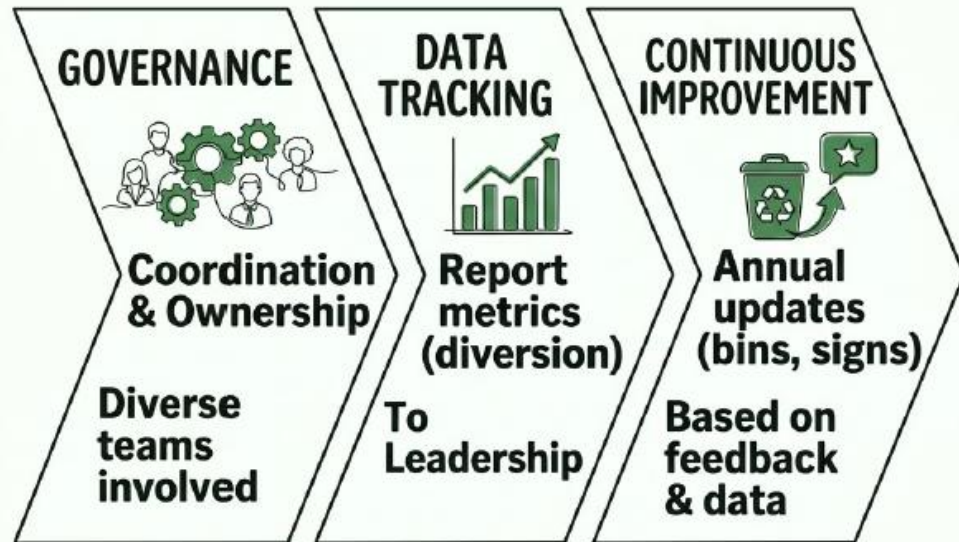 GOVERNANCE
Coordination
& Ownership
Diverse
teams
involved
DATA
TRACKING
Report
metrics
(diversion)
To
Leadership
CONTINUOUS
IMPROVEMENT
Annual
updates
(bins, signs)
Based on
feedback
& data